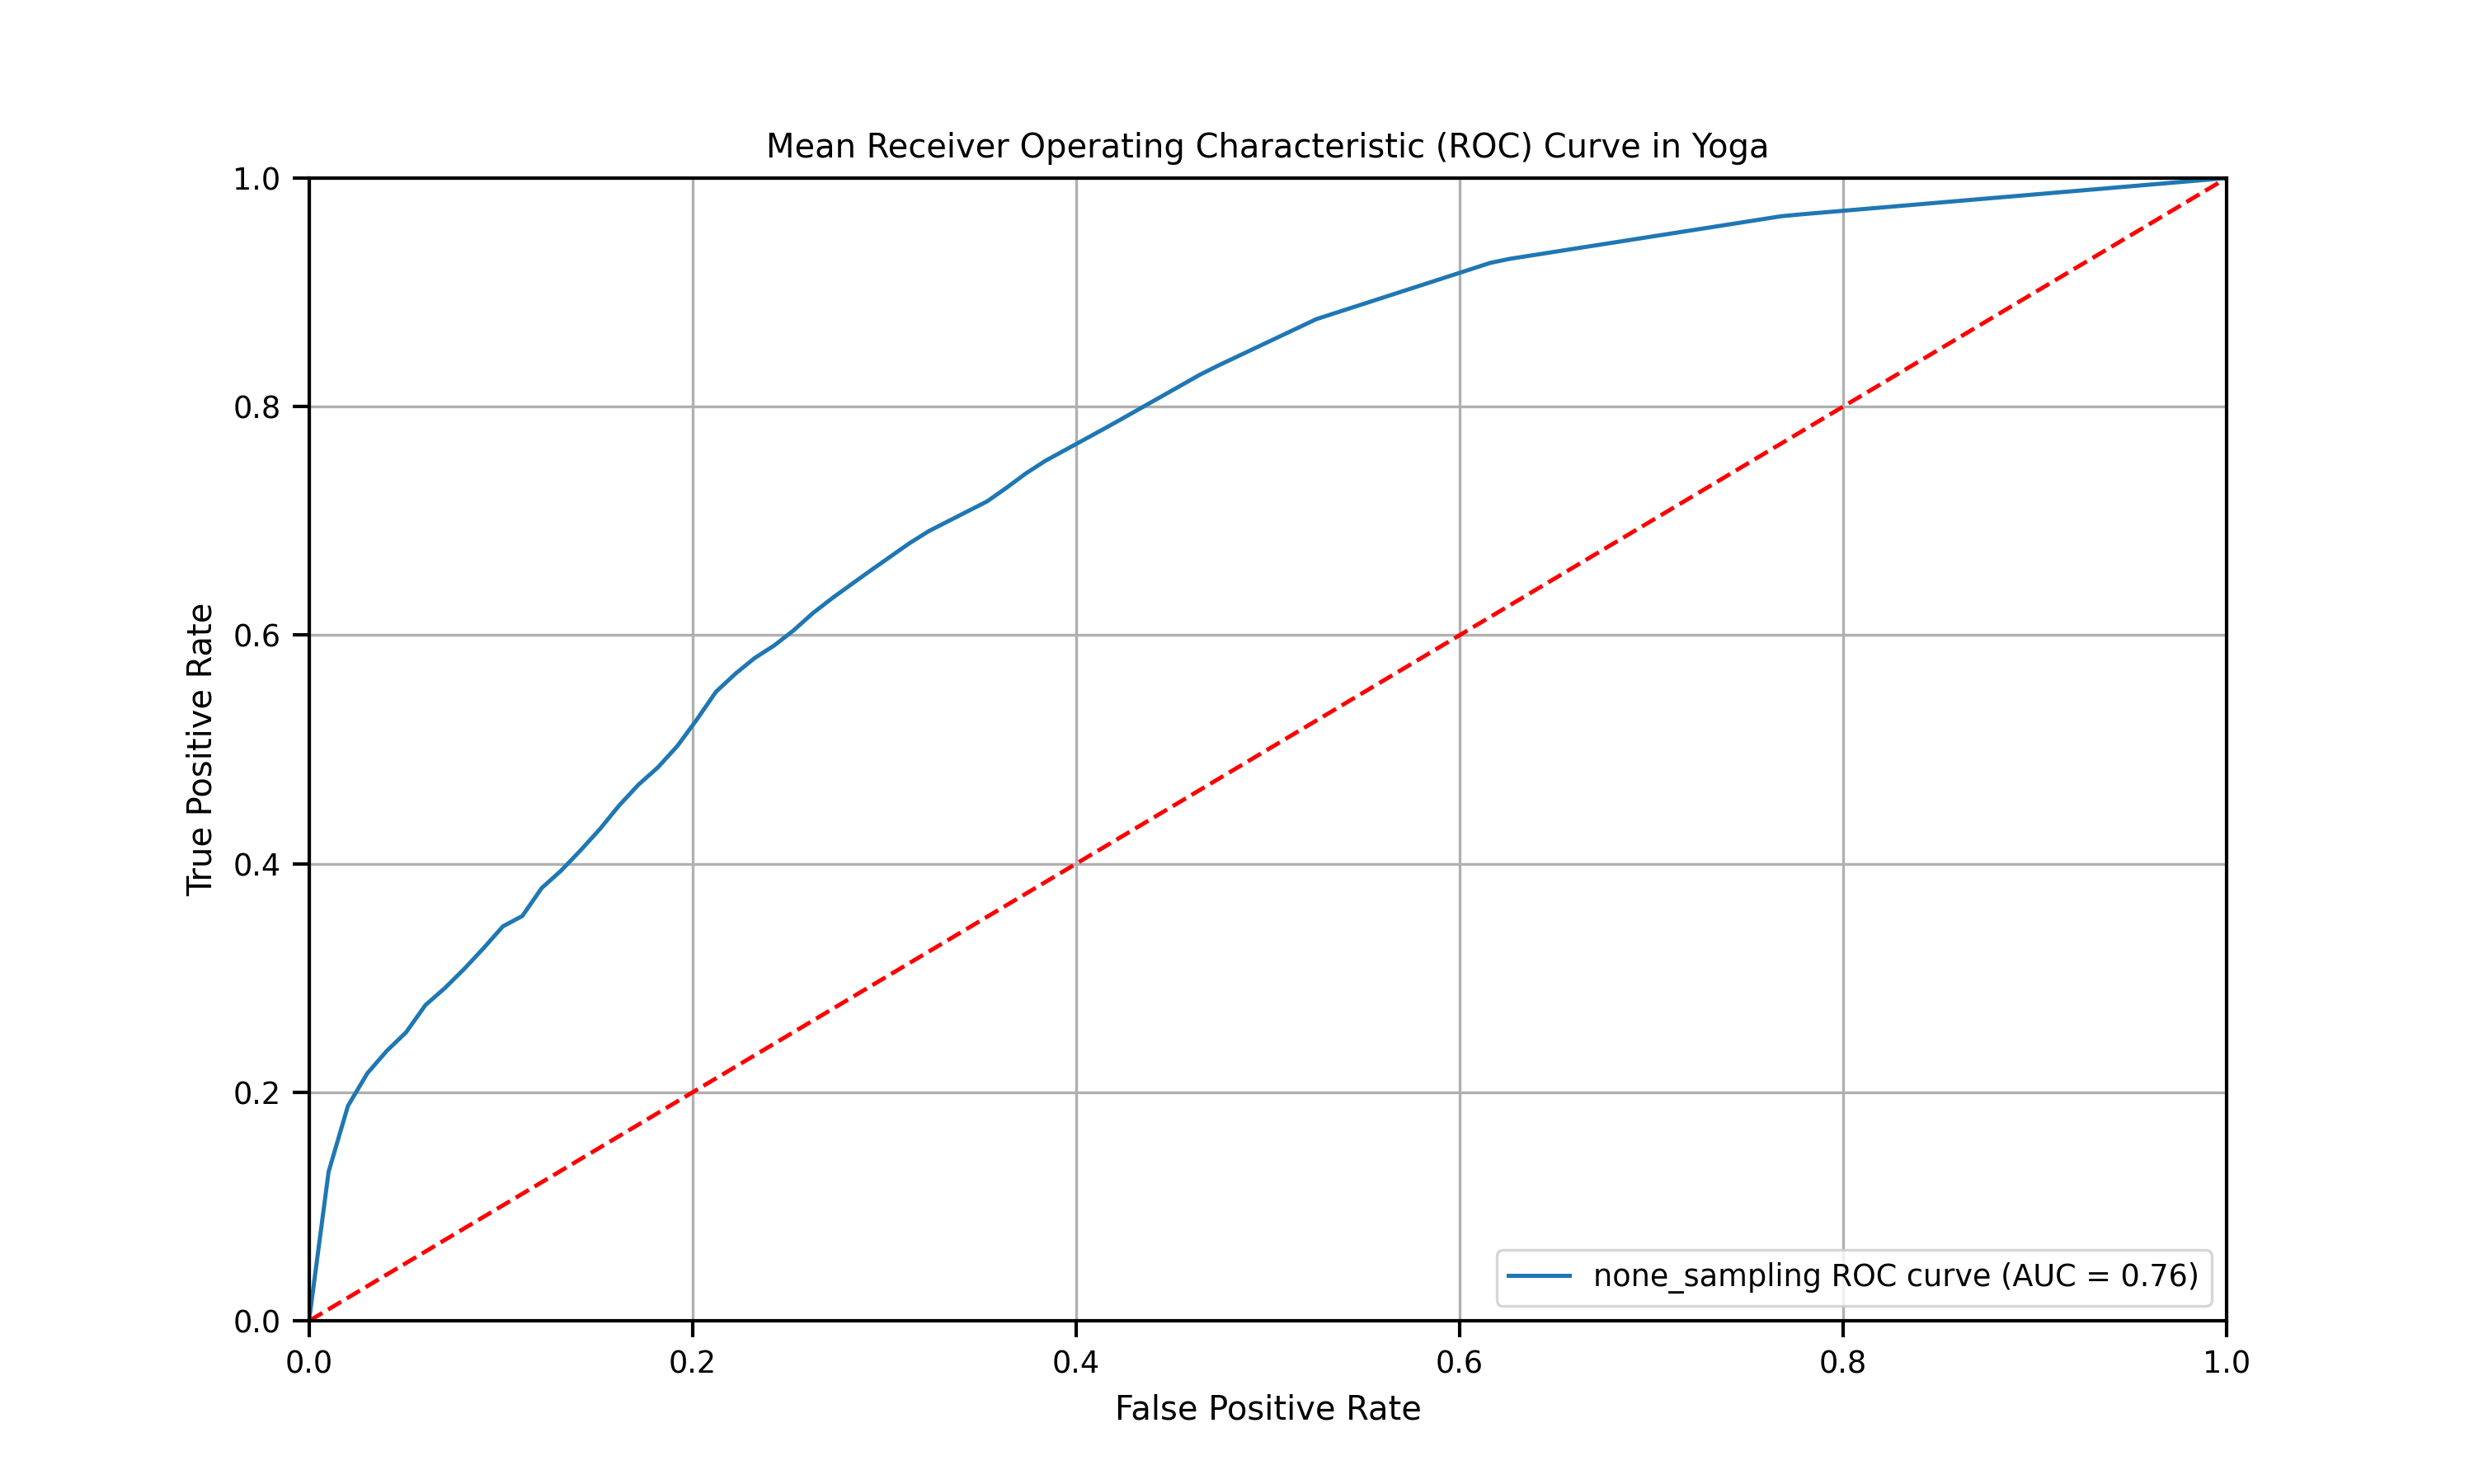 Mean Receiver Operating Characteristic (ROC) Curve in Yoga
1.0
0.8
0.6
0.4
0.2
0.0
True Positive Rate
0.0 0.2 0.4 0.6 0.8 1.0
False Positive Rate
none_sampling ROC curve (AUC = 0.76)